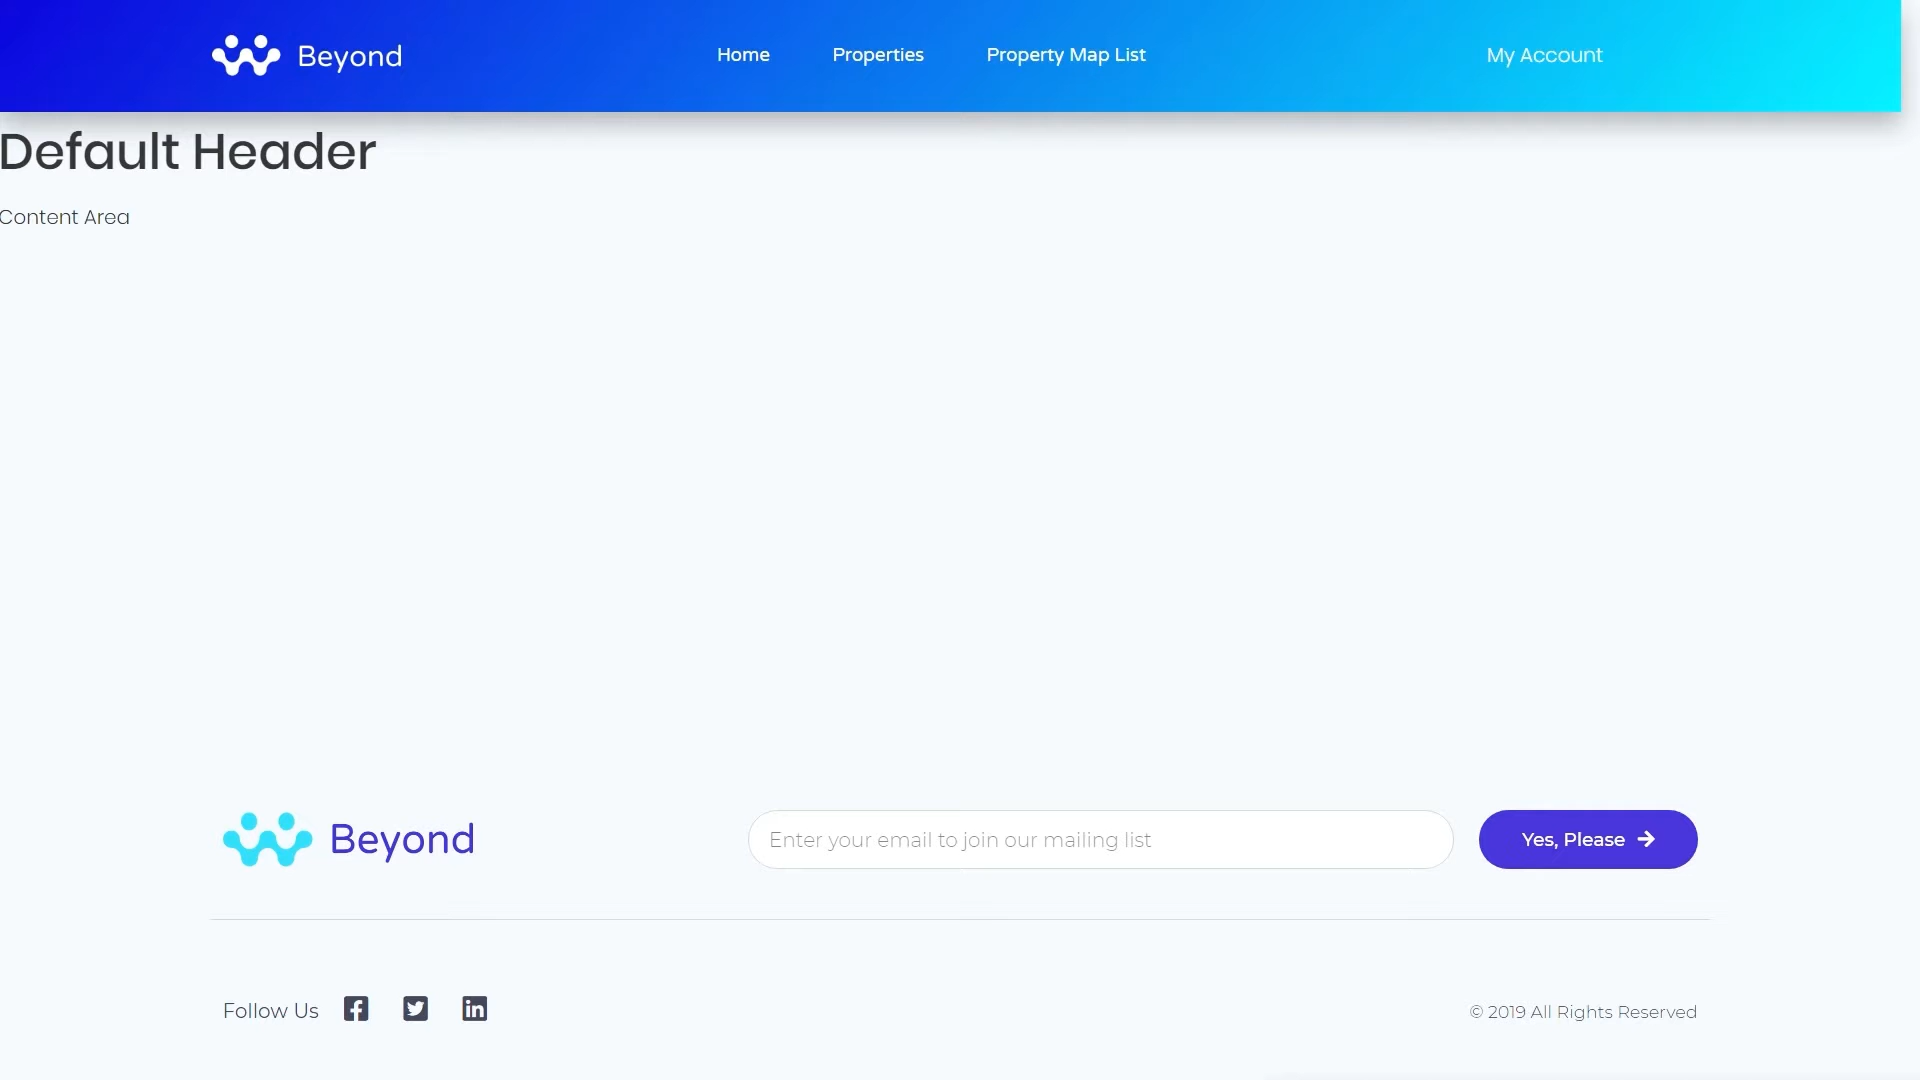 Beyond
Home
Properties
Property Map List
My Account
Default Header
Content Area
Beyond
Enter your email to join our mailing list
Yes, Please
Follow Us
© 2019 All Rights Reserved